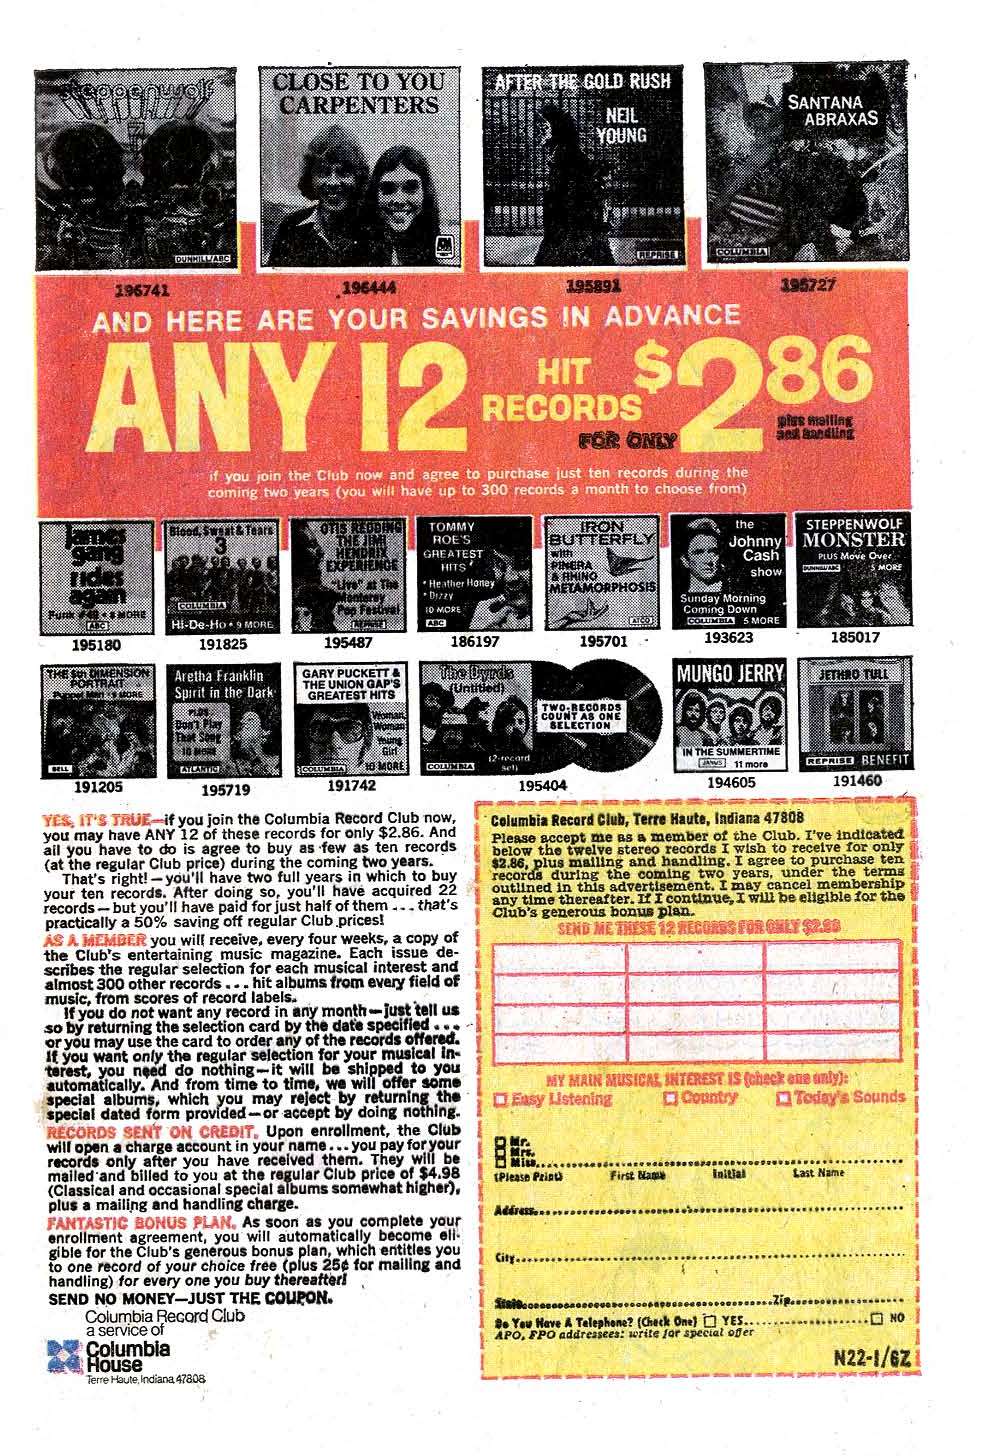 Steppenwolf
7
DUNHILL/ABC
CLOSE TO YOU
CARPENTERS
A&M
AFTER THE GOLD RUSH
NEIL
YOUNG
REPRISE
SANTANA
ABRAXAS
COLUMBIA
196741
196444
195891
195727
AND HERE ARE YOUR SAVINGS IN ADVANCE
ANY 12
HIT
RECORDS
FOR ONLY
$2.86
plus mailing
and handling
if you join the Club now and agree to purchase just ten records during the
coming two years (you will have up to 300 records a month to choose from)
James
gang
rides
again
Funk #49 • 8 MORE
ABC
195180
Blood, Sweat & Tears
3
COLUMBIA
Hi-De-Ho • 9 MORE
191825
OTIS REDDING
THE JIMI
HENDRIX
EXPERIENCE
"Live" at The
Monterey
Pop Festival
REPRISE
195487
TOMMY
ROE'S
GREATEST
HITS
• Heather Honey
• Dizzy
10 MORE
ABC
186197
IRON
BUTTERFLY
with
PINERA
& RHINO
METAMORPHOSIS
ATCO
195701
the
Johnny
Cash
show
Sunday Morning
Coming Down
COLUMBIA 5 MORE
193623
STEPPENWOLF
MONSTER
PLUS Move Over
DUNHILL/ABC 5 MORE
185017
THE 5th DIMENSION
PORTRAIT
Puppet Man • 9 MORE
BELL
191205
Aretha Franklin
Spirit in the Dark
PLUS
Don't Play
That Song
10 MORE
ATLANTIC
195719
GARY PUCKETT &
THE UNION GAP'S
GREATEST HITS
Woman,
Woman
Young
Girl
COLUMBIA 10 MORE
191742
The Byrds
(Untitled)
TWO-RECORDS
COUNT AS ONE
SELECTION
(2-record
set)
COLUMBIA
195404
MUNGO JERRY
IN THE SUMMERTIME
JANUS 11 more
194605
JETHRO TULL
REPRISE BENEFIT
191460
YES, IT'S TRUE—if you join the Columbia Record Club now,
you may have ANY 12 of these records for only $2.86. And
all you have to do is agree to buy as few as ten records
(at the regular Club price) during the coming two years.
That's right!—you'll have two full years in which to buy
your ten records. After doing so, you'll have acquired 22
records—but you'll have paid for just half of them ... that's
practically a 50% saving off regular Club prices!
AS A MEMBER you will receive, every four weeks, a copy of
the Club's entertaining music magazine. Each issue de-
scribes the regular selection for each musical interest and
almost 300 other records ... hit albums from every field of
music, from scores of record labels.
If you do not want any record in any month—just tell us
so by returning the selection card by the date specified ...
or you may use the card to order any of the records offered.
If you want only the regular selection for your musical in-
terest, you need do nothing—it will be shipped to you
automatically. And from time to time, we will offer some
special albums, which you may reject by returning the
special dated form provided—or accept by doing nothing.
RECORDS SENT ON CREDIT. Upon enrollment, the Club
will open a charge account in your name ... you pay for your
records only after you have received them. They will be
mailed and billed to you at the regular Club price of $4.98
(Classical and occasional special albums somewhat higher),
plus a mailing and handling charge.
FANTASTIC BONUS PLAN. As soon as you complete your
enrollment agreement, you will automatically become eli-
gible for the Club's generous bonus plan, which entitles you
to one record of your choice free (plus 25¢ for mailing and
handling) for every one you buy thereafter!
SEND NO MONEY—JUST THE COUPON.
Columbia Record Club
a service of
Columbia
House
Terre Haute, Indiana 47808
Columbia Record Club, Terre Haute, Indiana 47808
Please accept me as a member of the Club. I've indicated
below the twelve stereo records I wish to receive for only
$2.86, plus mailing and handling. I agree to purchase ten
records during the coming two years, under the terms
outlined in this advertisement. I may cancel membership
any time thereafter. If I continue, I will be eligible for the
Club's generous bonus plan.
SEND ME THESE 12 RECORDS FOR ONLY $2.86
MY MAIN MUSICAL INTEREST IS (check one only):
Easy Listening Country Today's Sounds
Mr.
Mrs.
Miss
(Please Print) First Name Initial Last Name
Address
City
State Zip
Do You Have A Telephone? (Check One) YES NO
APO, FPO addressees: write for special offer
N22-1/6Z